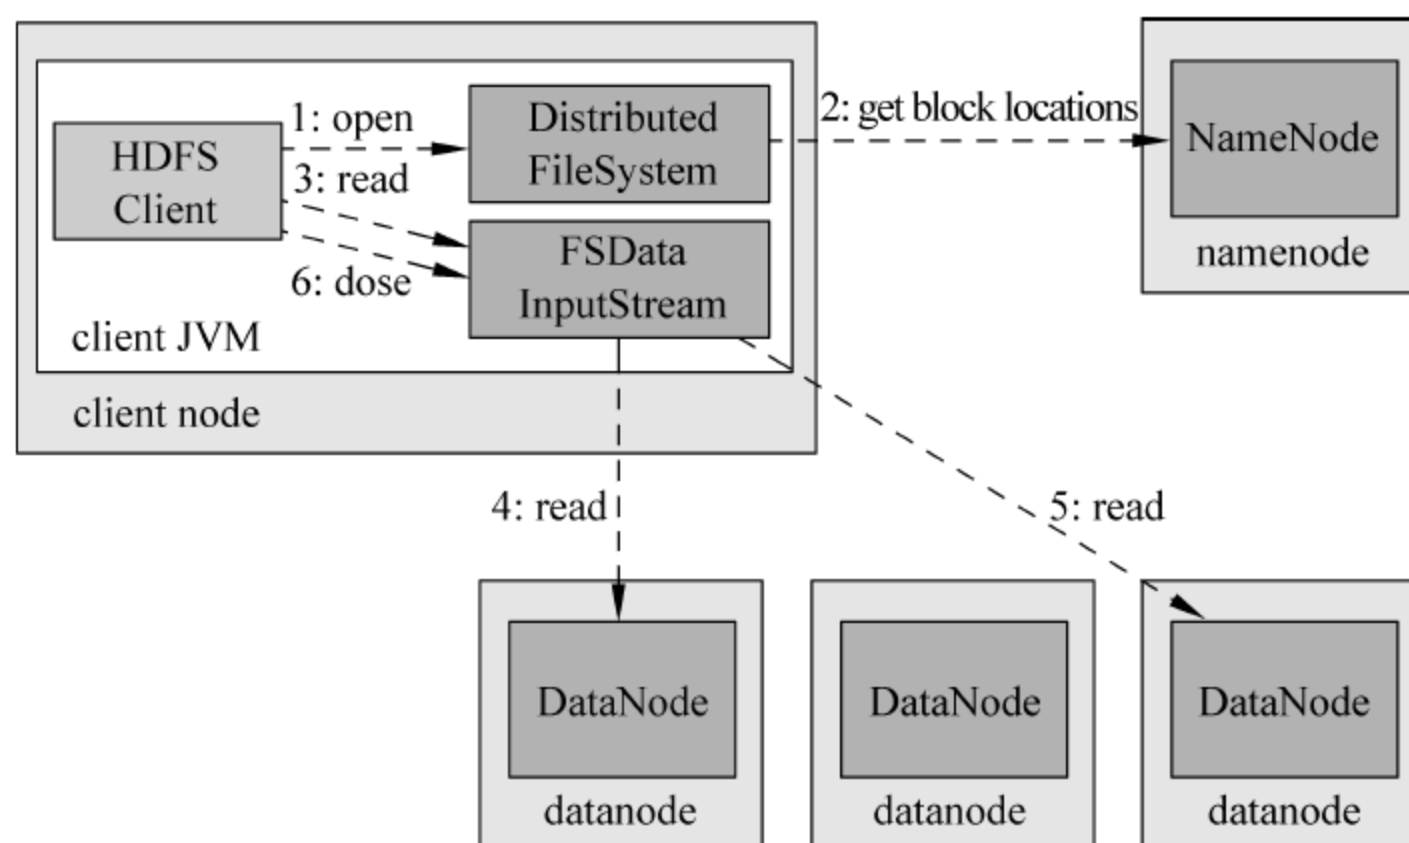 1: open
HDFS
Client
3: read
6: dose
Distributed
FileSystem
FSData
InputStream
client JVM
client node
2: get block locations
NameNode
namenode
4: read
5: read
DataNode
datanode
DataNode
datanode
DataNode
datanode